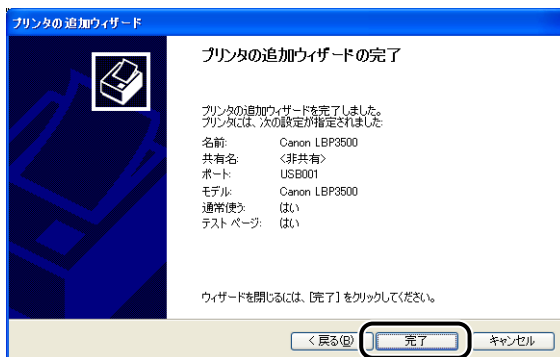 プリンタの追加ウィザード
プリンタの追加ウィザードの完了
プリンタの追加ウィザードを完了しました。
プリンタには、次の設定が指定されました:
名前: Canon LBP3500
共有名: <非共有>
ポート: USB001
モデル: Canon LBP3500
通常使う: はい
テスト ページ: はい
ウィザードを閉じるには、[完了] をクリックしてください。
< 戻る(B) 完了 キャンセル